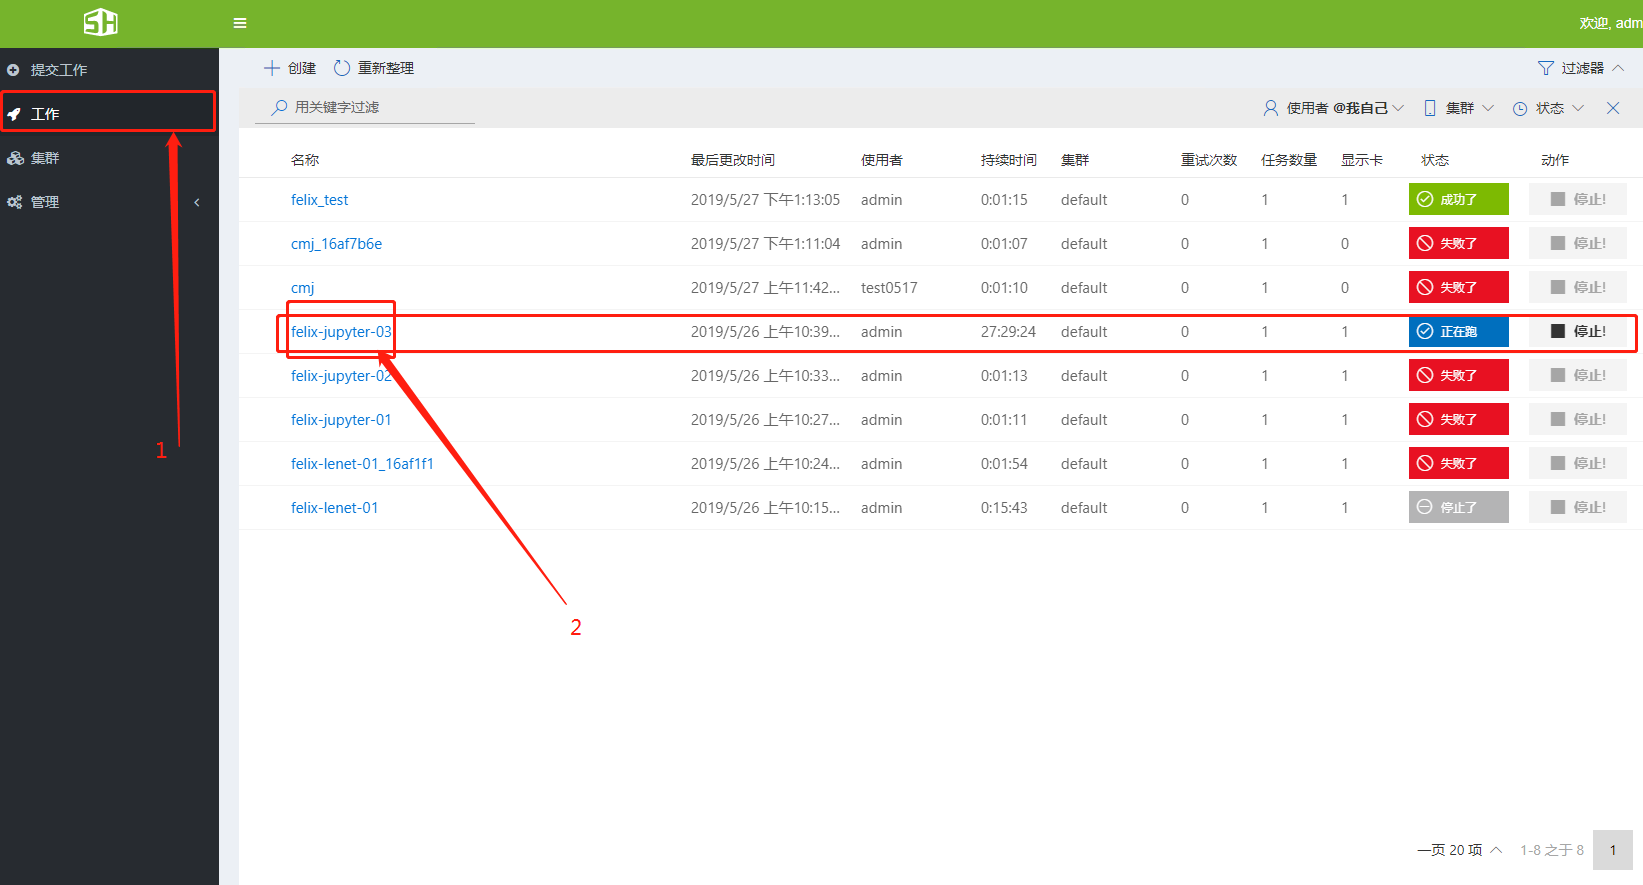 SH
欢迎, adm
提交工作
工作
集群
管理
创建 重新整理 过滤器
用关键字过滤 使用者 @我自己 集群 状态
名称 最后更改时间 使用者 持续时间 集群 重试次数 任务数量 显示卡 状态 动作
felix_test 2019/5/27 下午1:13:05 admin 0:01:15 default 0 1 1 成功了 停止!
cmj_16af7b6e 2019/5/27 下午1:11:04 admin 0:01:07 default 0 1 0 失败了 停止!
cmj 2019/5/27 上午11:42... test0517 0:01:10 default 0 1 0 失败了 停止!
felix-jupyter-03 2019/5/26 上午10:39... admin 27:29:24 default 0 1 1 正在跑 停止!
felix-jupyter-02 2019/5/26 上午10:33... admin 0:01:13 default 0 1 1 失败了 停止!
felix-jupyter-01 2019/5/26 上午10:27... admin 0:01:11 default 0 1 1 失败了 停止!
felix-lenet-01_16af1f1 2019/5/26 上午10:24... admin 0:01:54 default 0 1 1 失败了 停止!
felix-lenet-01 2019/5/26 上午10:15... admin 0:15:43 default 0 1 1 停止了 停止!
1
2
一页 20 项 1-8 之于 8 1